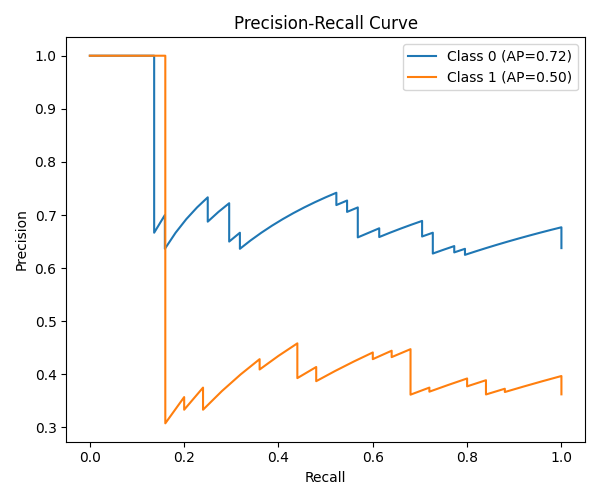 Precision-Recall Curve
Class 0 (AP=0.72)
Class 1 (AP=0.50)
Precision
1.0
0.9
0.8
0.7
0.6
0.5
0.4
0.3
0.0 0.2 0.4 0.6 0.8 1.0
Recall